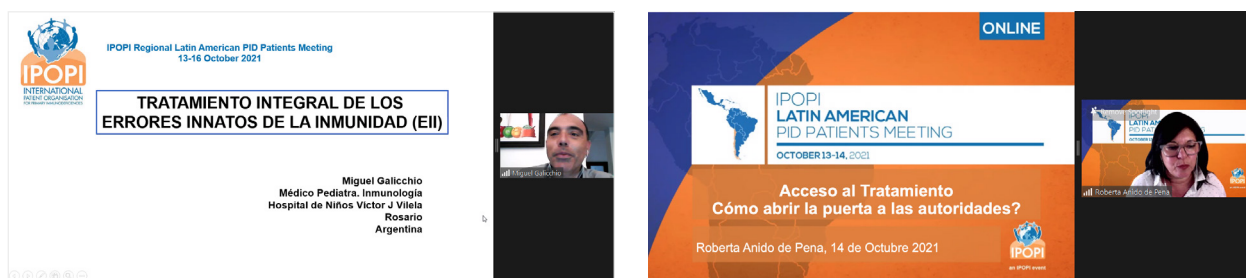 IPOPI
INTERNATIONAL
PATIENT ORGANISATION
FOR PRIMARY IMMUNODEFICIENCIES
IPOPI Regional Latin American PID Patients Meeting
13-16 October 2021
TRATAMIENTO INTEGRAL DE LOS
ERRORES INNATOS DE LA INMUNIDAD (EII)
Miguel Galicchio
Médico Pediatra. Inmunología
Hospital de Niños Victor J Vilela
Rosario
Argentina
Miguel Galicchio
ONLINE
IPOPI
LATIN AMERICAN
PID PATIENTS MEETING
OCTOBER 13-14, 2021
Acceso al Tratamiento
Cómo abrir la puerta a las autoridades?
Roberta Anido de Pena, 14 de Octubre 2021
IPOPI
an IPOPI event
LATIN AM
PID PATIE
Roberta Anido de Pena